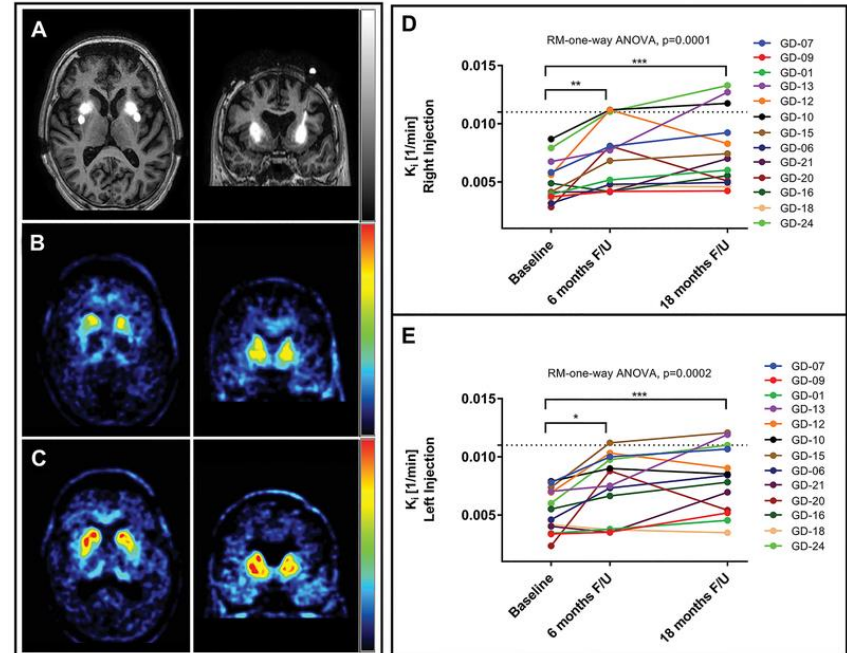 A
B
C
D
RM-one-way ANOVA, p=0.0001
***
**
0.015
0.010
0.005
Kᵢ [1/min]
Right Injection
Baseline
6 months F/U
18 months F/U
GD-07
GD-09
GD-01
GD-13
GD-12
GD-10
GD-15
GD-06
GD-21
GD-20
GD-16
GD-18
GD-24
E
RM-one-way ANOVA, p=0.0002
***
*
0.015
0.010
0.005
Kᵢ [1/min]
Left Injection
Baseline
6 months F/U
18 months F/U
GD-07
GD-09
GD-01
GD-13
GD-12
GD-10
GD-15
GD-06
GD-21
GD-20
GD-16
GD-18
GD-24